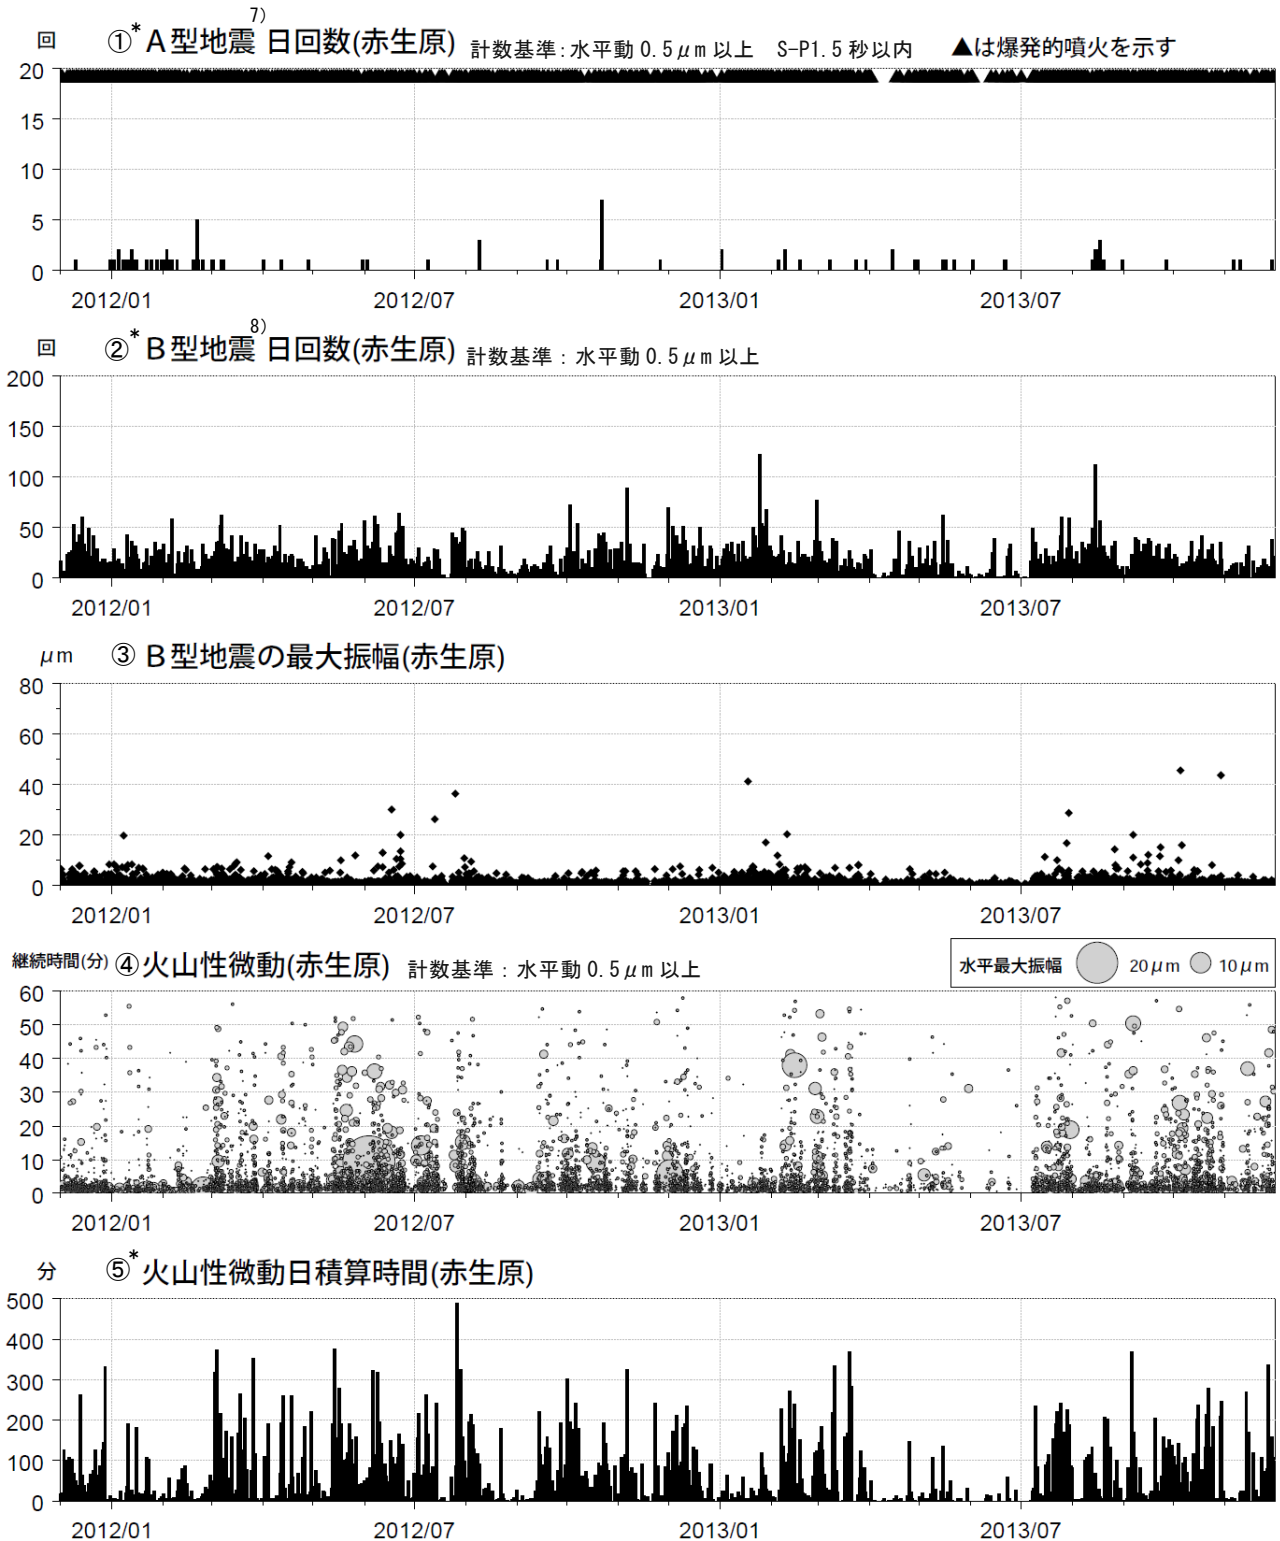 回 ①*A型地震7)日回数(赤生原) 計数基準:水平動0.5μm以上 S-P1.5秒以内 ▲は爆発的噴火を示す
20
15
10
5
0
2012/01 2012/07 2013/01 2013/07
回 ②*B型地震8)日回数(赤生原) 計数基準:水平動0.5μm以上
200
150
100
50
0
2012/01 2012/07 2013/01 2013/07
μm ③B型地震の最大振幅(赤生原)
80
60
40
20
0
2012/01 2012/07 2013/01 2013/07
継続時間(分) ④火山性微動(赤生原) 計数基準:水平動0.5μm以上 水平最大振幅 20μm 10μm
60
50
40
30
20
10
0
2012/01 2012/07 2013/01 2013/07
分 ⑤*火山性微動日積算時間(赤生原)
500
400
300
200
100
0
2012/01 2012/07 2013/01 2013/07